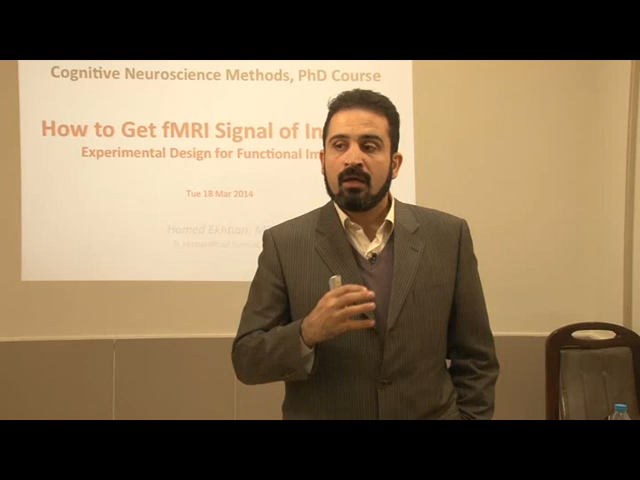 Cognitive Neuroscience Methods, PhD Course
How to Get fMRI Signal of In
Experimental Design for Functional Im
Tue 18 Mar 2014
Hamed Ekhtiari, M